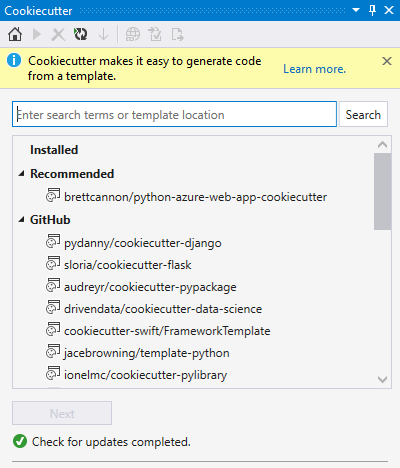 Cookiecutter
Cookiecutter makes it easy to generate code
from a template.
Learn more.
Enter search terms or template location
Search
Installed
Recommended
brettcannon/python-azure-web-app-cookiecutter
GitHub
pydanny/cookiecutter-django
sloria/cookiecutter-flask
audreyr/cookiecutter-pypackage
drivendata/cookiecutter-data-science
cookiecutter-swift/FrameworkTemplate
jacebrowning/template-python
ionelmc/cookiecutter-pylibrary
Next
Check for updates completed.